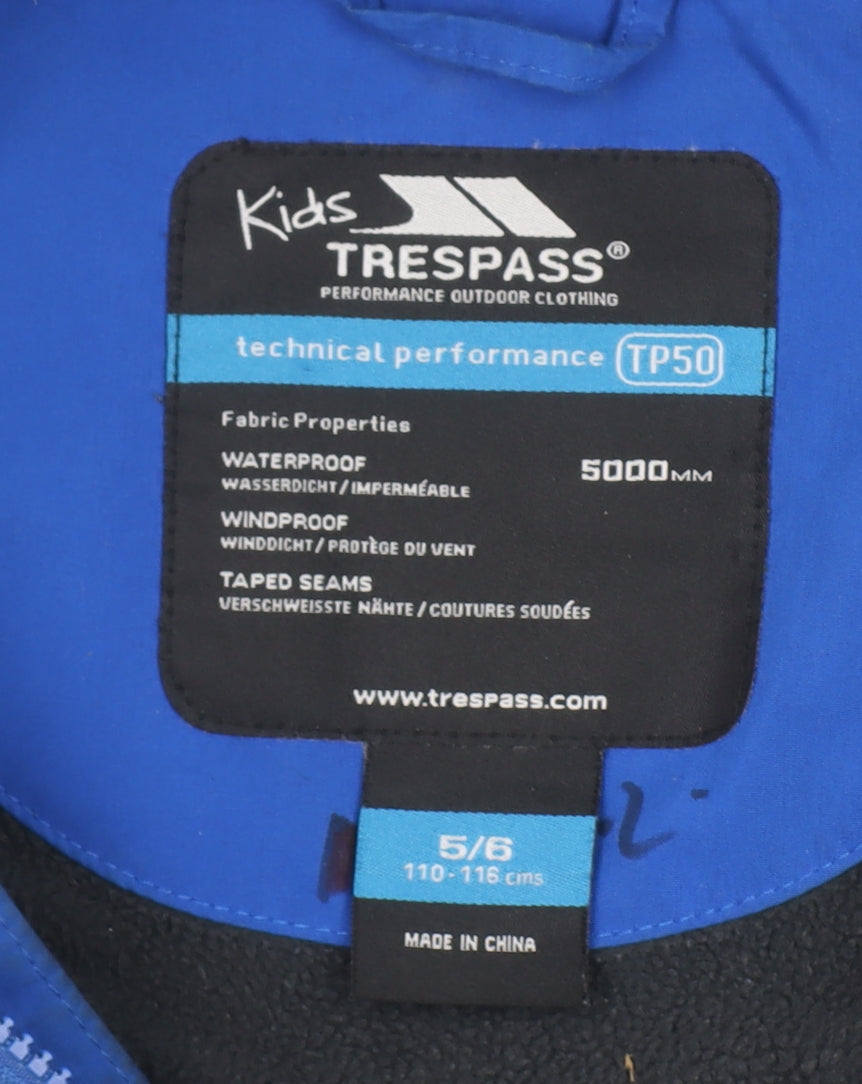 Kids
TRESPASS®
PERFORMANCE OUTDOOR CLOTHING
technical performance TP50
Fabric Properties
WATERPROOF 5000MM
WASSERDICHT/IMPERMÉABLE
WINDPROOF
WINDDICHT/ PROTÈGE DU VENT
TAPED SEAMS
VERSCHWEISSTE NÄHTE / COUTURES SOUDÉES
www.trespass.com
5/6
110-116 cms
MADE IN CHINA